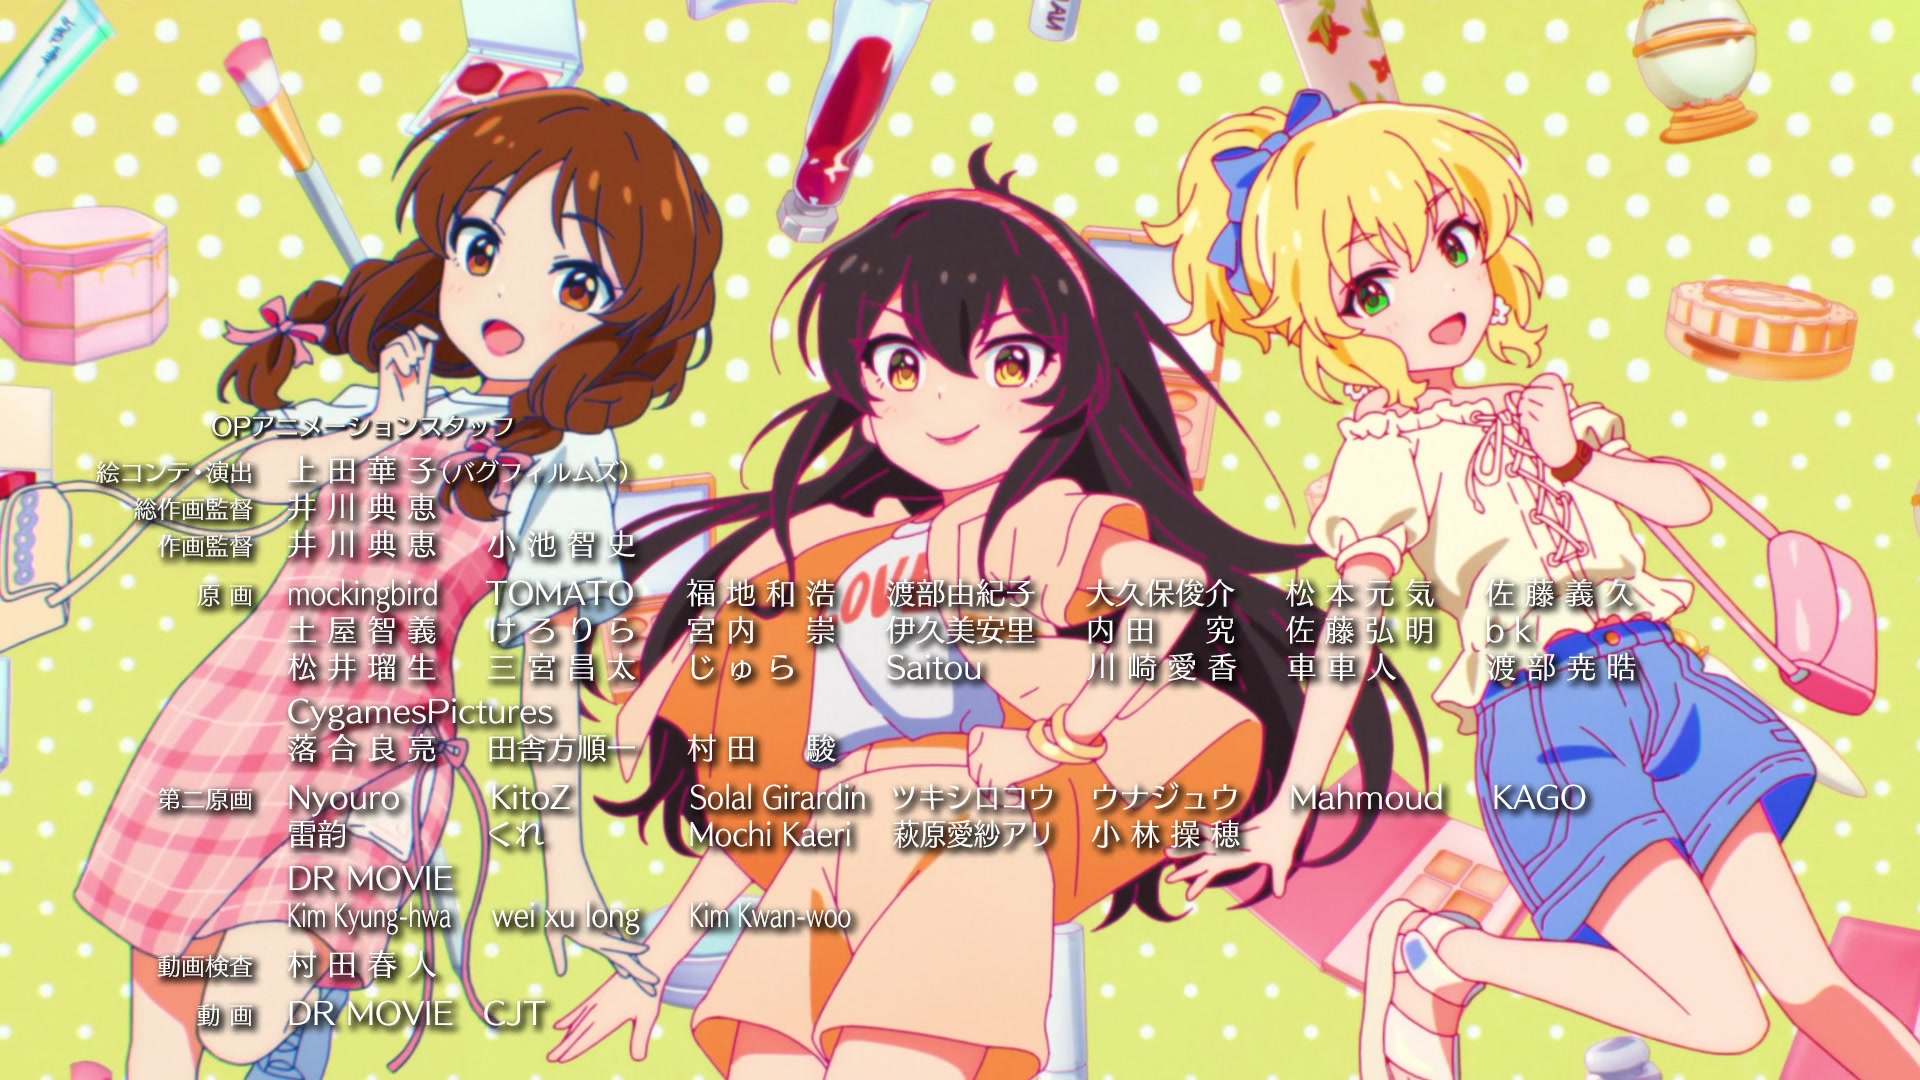 OPアニメーションスタッフ
絵コンテ・演出 上田華子(バグフィルムズ)
総作画監督 井川典恵
作画監督 井川典恵 小池智史
原画 mockingbird TOMATO 福地和浩 渡部由紀子 大久保俊介 松本元気 佐藤義久
土屋智義 けろりら 宮内崇 伊久美安里 内田究 佐藤弘明 bk
松井瑠生 三宮昌太 じゅら Saitou 川崎愛香 車車人 渡部尭晧
CygamesPictures
落合良亮 田舎方順一 村田駿
第二原画 Nyouro KitoZ Solal Girardin ツキシロコウ ウナジュウ Mahmoud KAGO
雷韵 くれ Mochi Kaeri 萩原愛紗アリ 小林操穂
DR MOVIE
Kim Kyung-hwa wei xu long Kim Kwan-woo
動画検査 村田春人
動画 DR MOVIE CJT